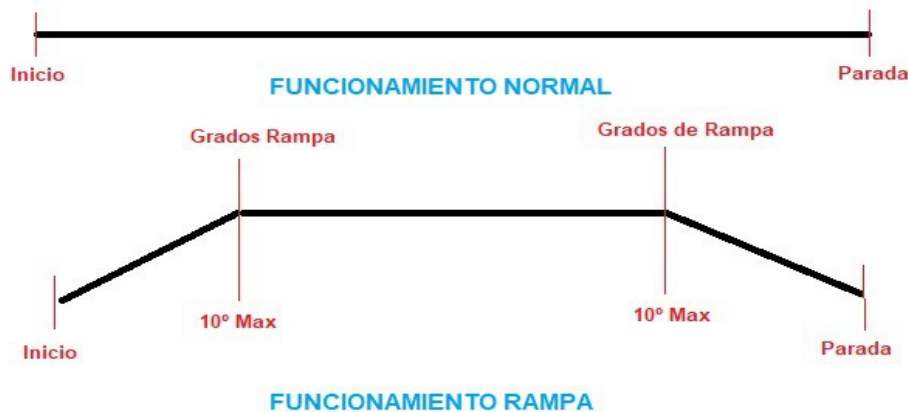 Inicio
Parada
FUNCIONAMIENTO NORMAL
Grados Rampa
Grados de Rampa
10º Max
10º Max
Inicio
Parada
FUNCIONAMIENTO RAMPA